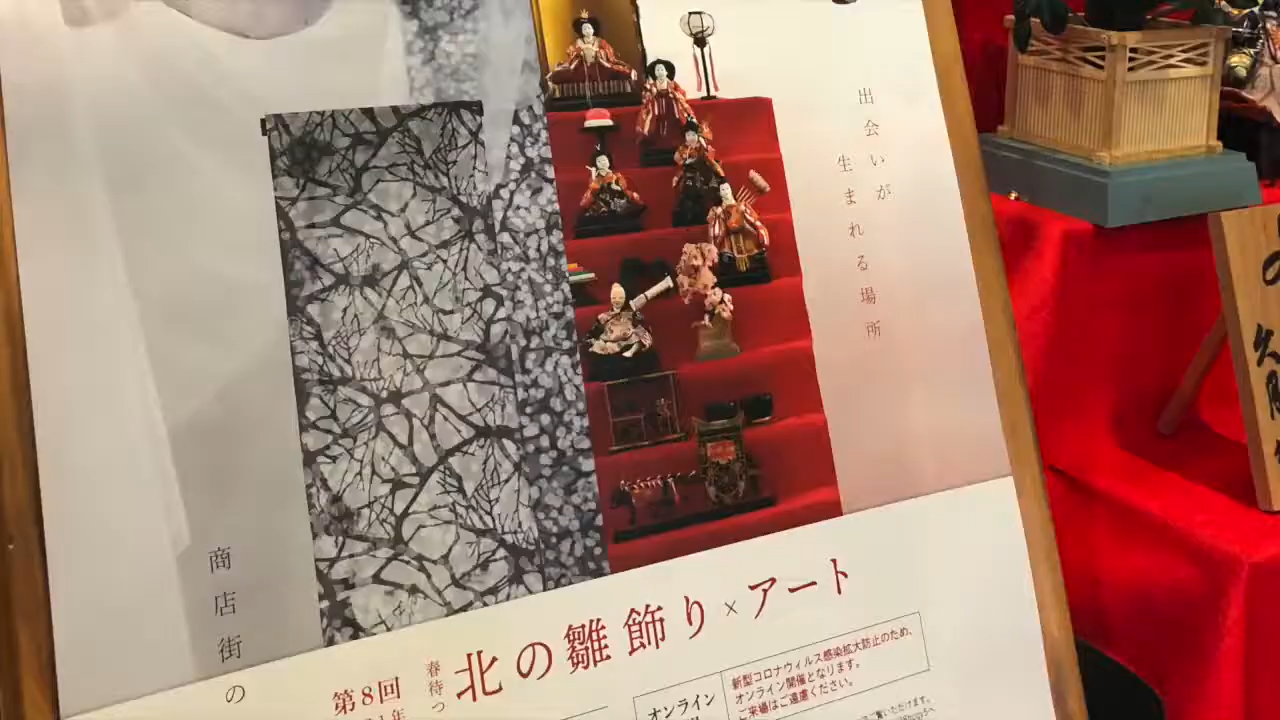 出会いが
生まれる場所
商店街の
春待つ
北の雛飾り×アート
第8回
オンライン
新型コロナウィルス感染拡大防止のため、
オンライン開催となります。
ご来場はご遠慮ください。